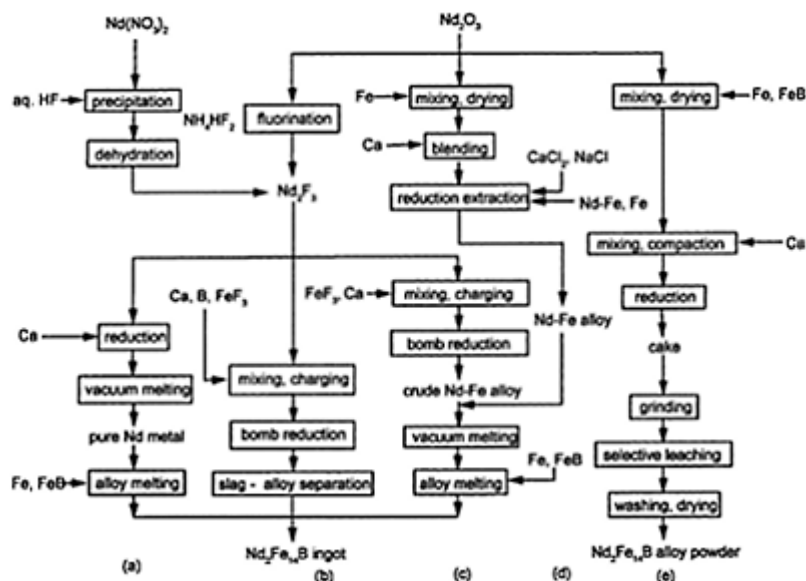 Nd(NO₃)₂
Nd₂O₃
aq. HF
precipitation
NH₄HF₂
fluorination
Fe
mixing, drying
mixing, drying
Fe, FeB
dehydration
Ca
blending
CaCl₂, NaCl
Nd₂F₃
reduction extraction
Nd-Fe, Fe
mixing, compaction
Ca
Ca, B, FeF₃
FeF₃, Ca
mixing, charging
reduction
Nd-Fe alloy
Ca
reduction
bomb reduction
cake
vacuum melting
mixing, charging
crude Nd-Fe alloy
grinding
pure Nd metal
bomb reduction
vacuum melting
selective leaching
Fe, FeB
Fe, FeB
alloy melting
slag - alloy separation
alloy melting
washing, drying
Nd₂Fe₁₄B ingot
Nd₂Fe₁₄B alloy powder
(a)
(b)
(c)
(d)
(e)